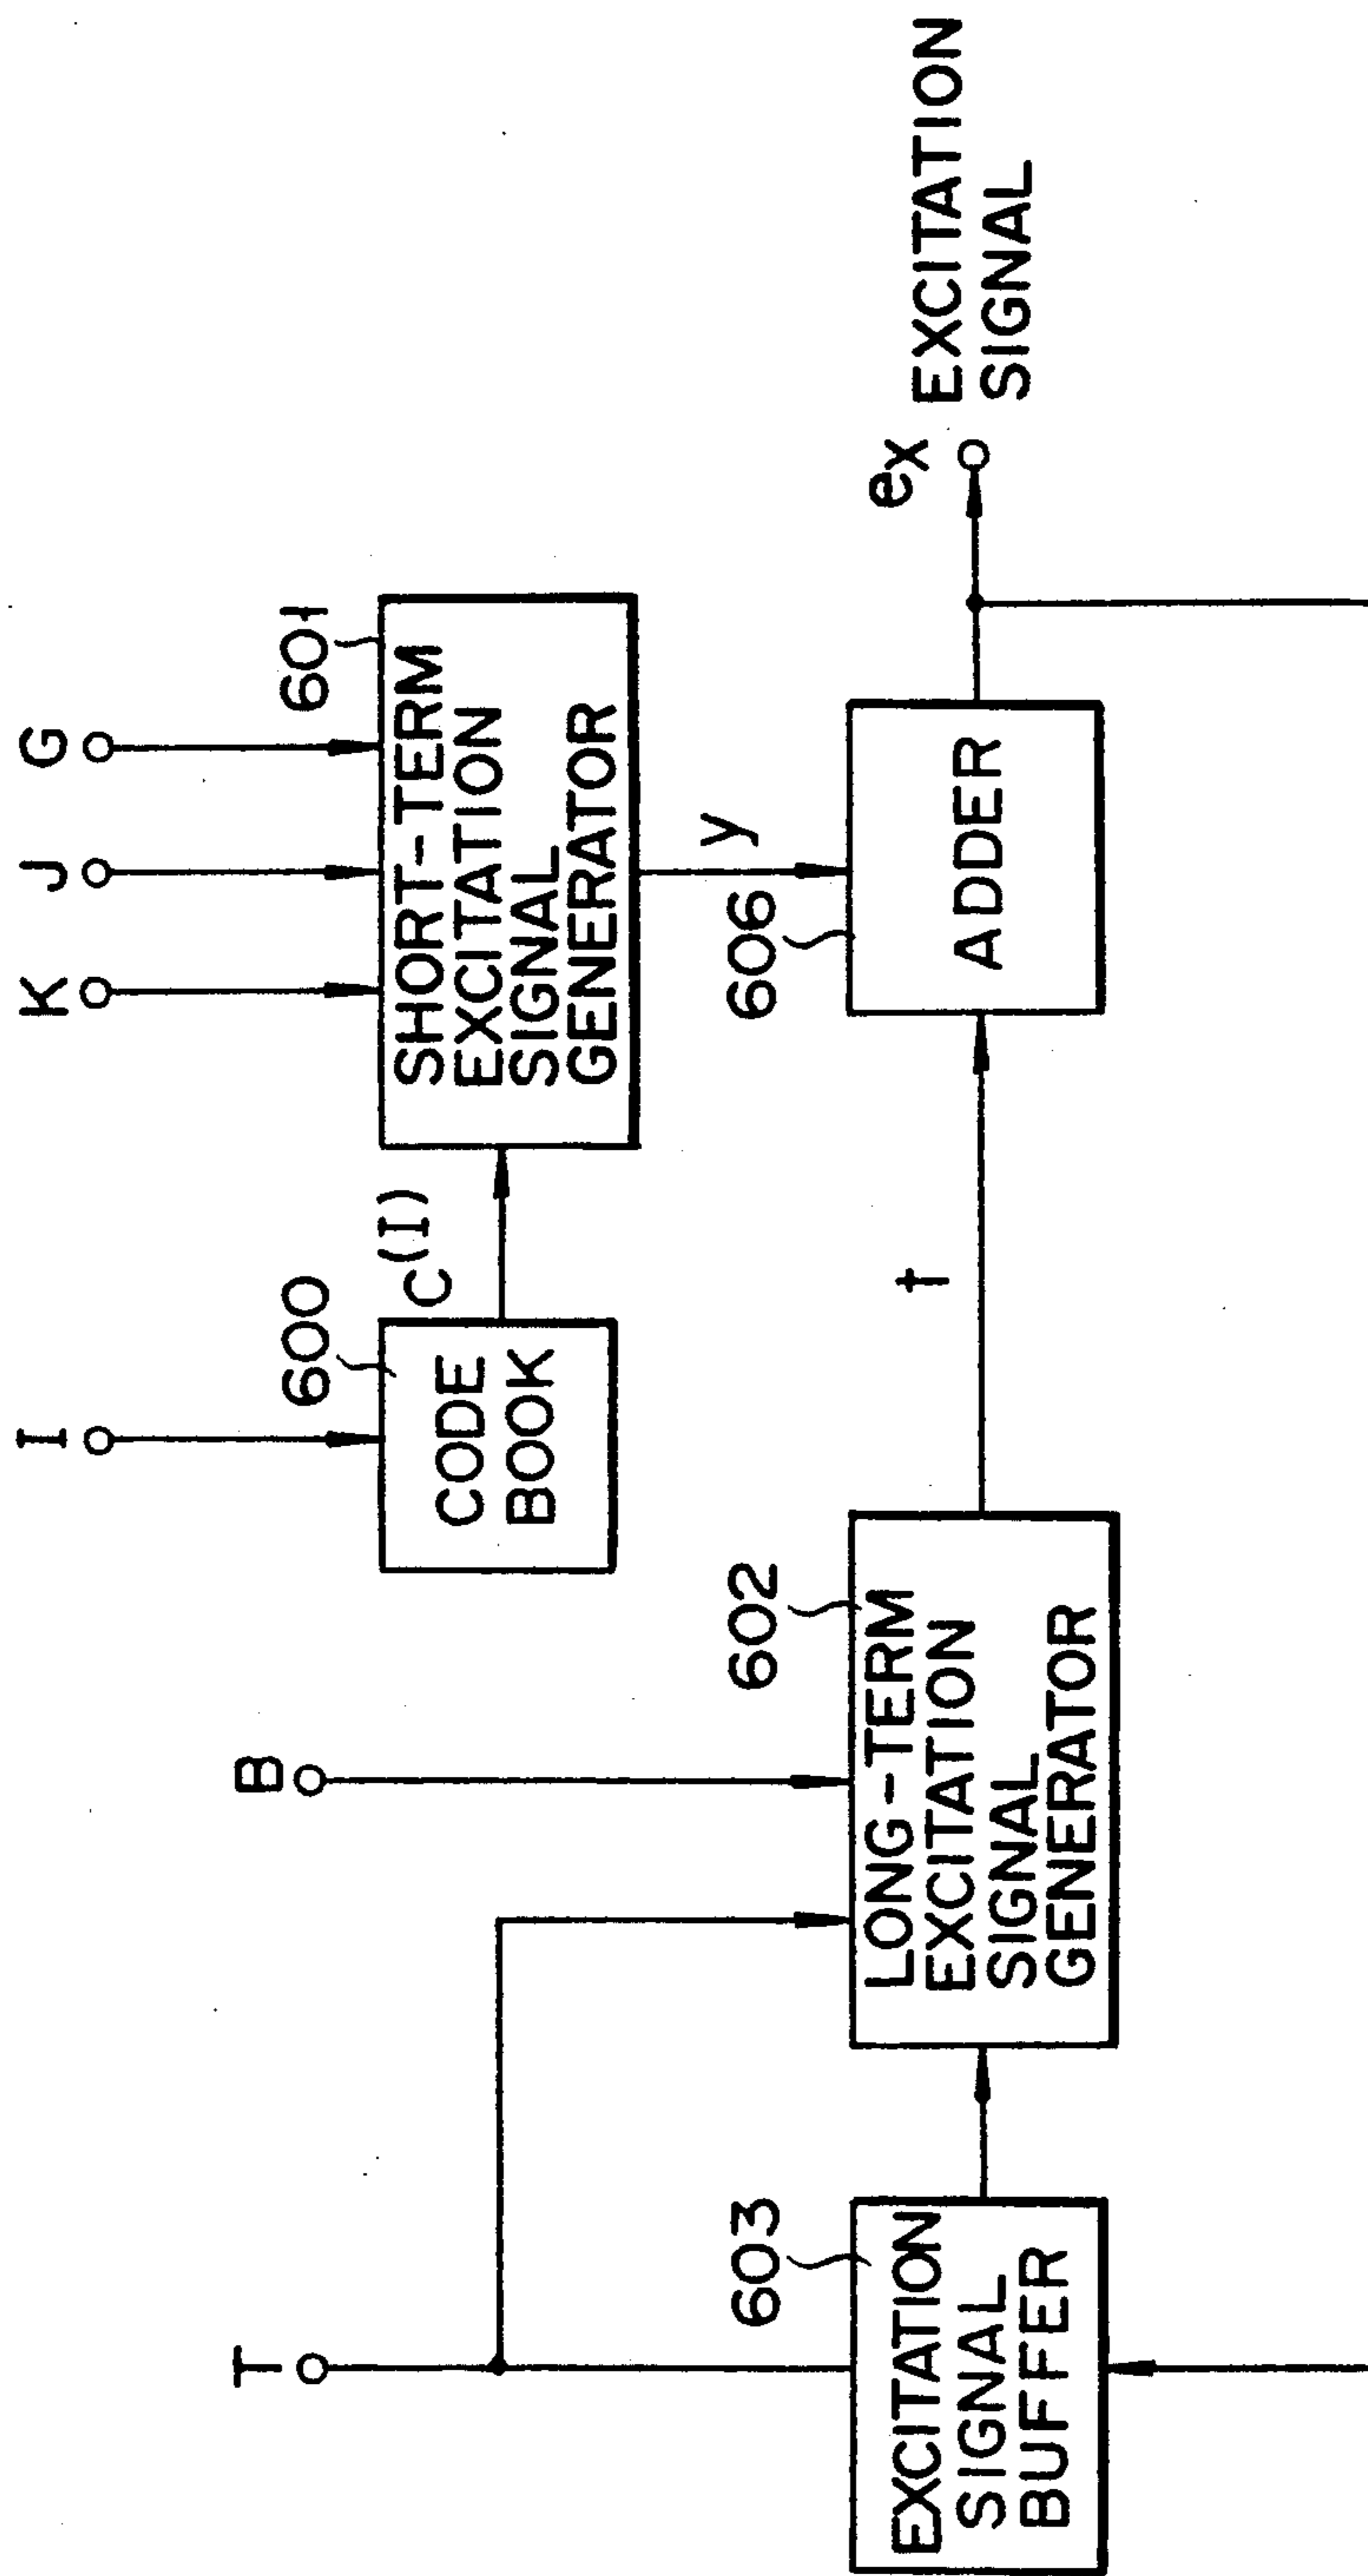 I
K
J
G
600
CODE
BOOK
C(I)
601
SHORT-TERM
EXCITATION
SIGNAL
GENERATOR
y
T
B
603
EXCITATION
SIGNAL
BUFFER
602
LONG-TERM
EXCITATION
SIGNAL
GENERATOR
t
606
ADDER
ex
EXCITATION
SIGNAL